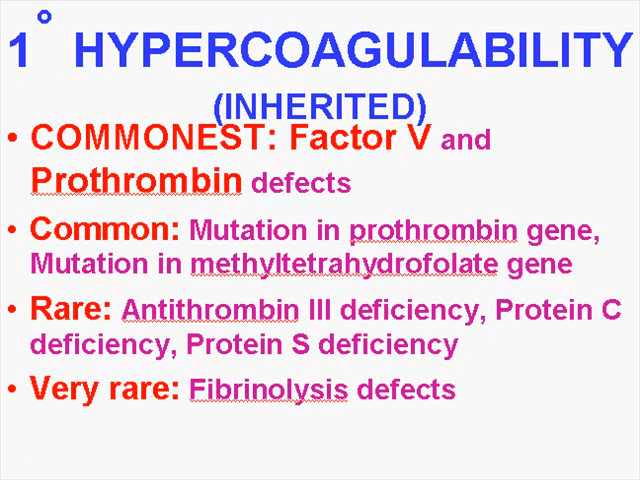 1° HYPERCOAGULABILITY
(INHERITED)
• COMMONEST: Factor V and
Prothrombin defects
• Common: Mutation in prothrombin gene,
Mutation in methyltetrahydrofolate gene
• Rare: Antithrombin III deficiency, Protein C
deficiency, Protein S deficiency
• Very rare: Fibrinolysis defects